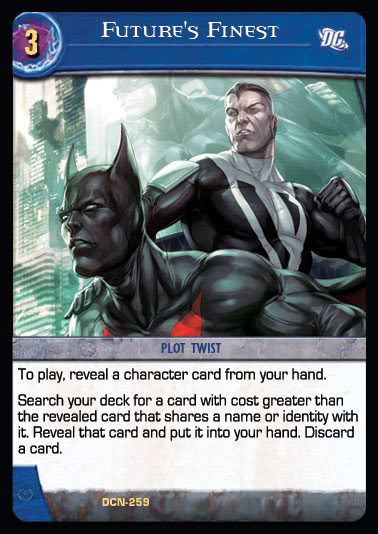 3
FUTURE'S FINEST
DC
PLOT TWIST
To play, reveal a character card from your hand.
Search your deck for a card with cost greater than
the revealed card that shares a name or identity with
it. Reveal that card and put it into your hand. Discard
a card.
DCN-259